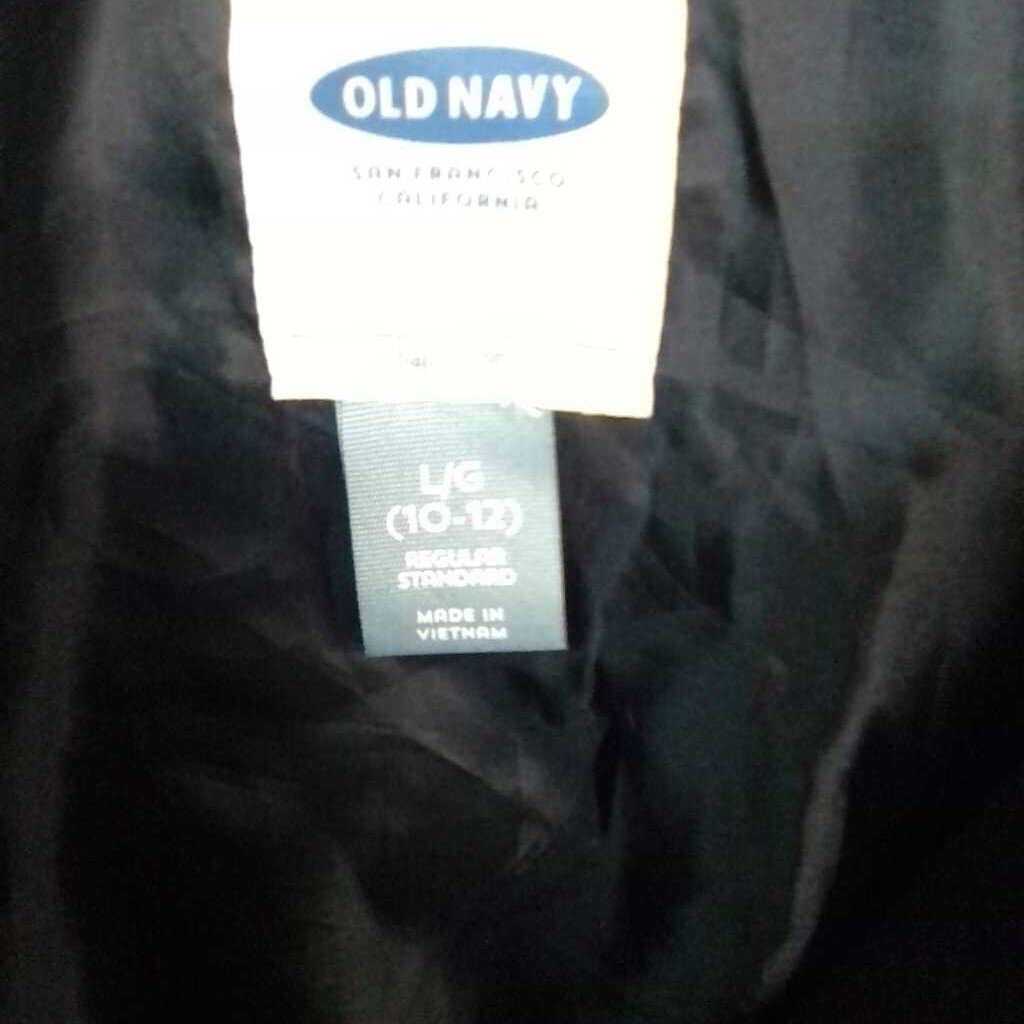 OLD NAVY
SAN FRANCISCO
CALIFORNIA
L/G
(10-12)
REGULAR
STANDARD
MADE IN
VIETNAM